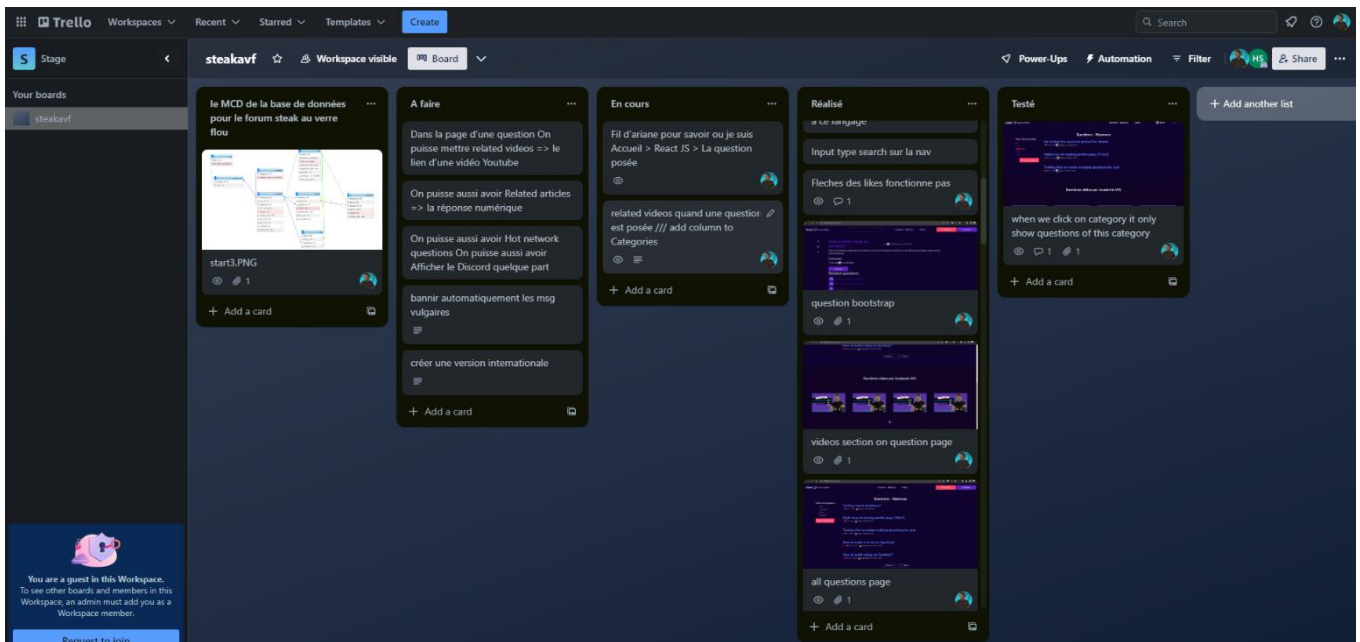 Trello
Workspaces
Recent
Starred
Templates
Create
Search
S
Stage
steakavf
Workspace visible
Board
Power-Ups
Automation
Filter
HS
Share
Your boards
steakavf
You are a guest in this Workspace.
To see other boards and members in this
Workspace, an admin must add you as a
Workspace member.
Request to join
le MCD de la base de données
pour le forum steak au verre
flou
start3.PNG
1
+ Add a card
A faire
Dans la page d'une question On
puisse mettre related videos => le
lien d'une vidéo Youtube
On puisse aussi avoir Related articles
=> la réponse numérique
On puisse aussi avoir Hot network
questions On puisse aussi avoir
Afficher le Discord quelque part
bannir automatiquement les msg
vulgaires
créer une version internationale
+ Add a card
En cours
Fil d'ariane pour savoir ou je suis
Accueil > React JS > La question
posée
related videos quand une question
est posée /// add column to
Categories
+ Add a card
Réalisé
a ce langage
Input type search sur la nav
Fleches des likes fonctionne pas
1
question bootstrap
1
videos section on question page
1
Questions - Réponses
all questions page
1
+ Add a card
Testé
when we click on category it only
show questions of this category
1
1
+ Add a card
+ Add another list